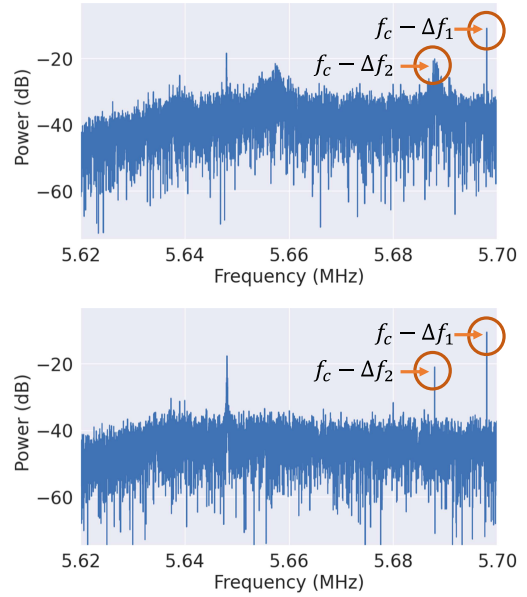 f_c − Δf_1
f_c − Δf_2
−20
−40
−60
Power (dB)
5.62 5.64 5.66 5.68 5.70
Frequency (MHz)
f_c − Δf_1
f_c − Δf_2
−20
−40
−60
Power (dB)
5.62 5.64 5.66 5.68 5.70
Frequency (MHz)